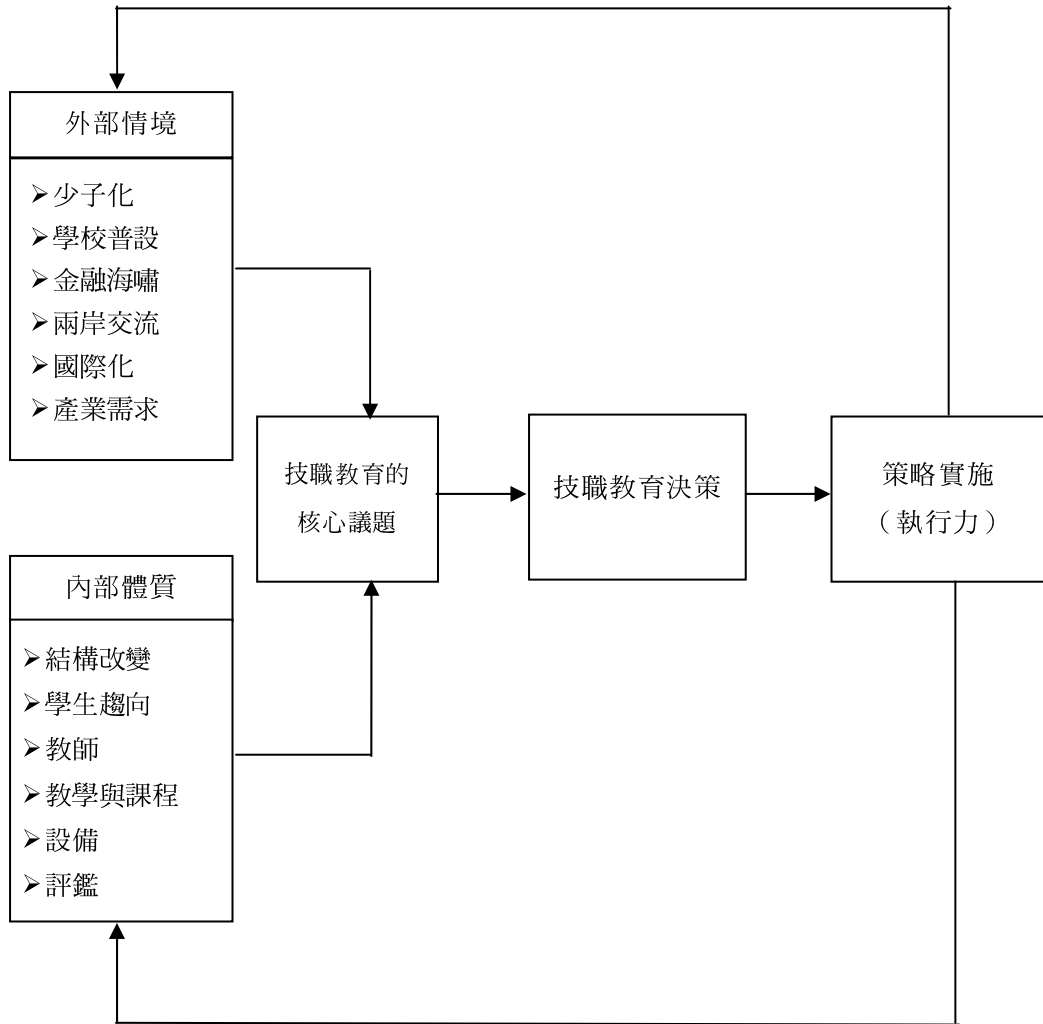 外部情境
➢少子化
➢學校普設
➢金融海嘯
➢兩岸交流
➢國際化
➢產業需求
技職教育的
核心議題
技職教育決策
策略實施
（執行力）
內部體質
➢結構改變
➢學生趨向
➢教師
➢教學與課程
➢設備
➢評鑑